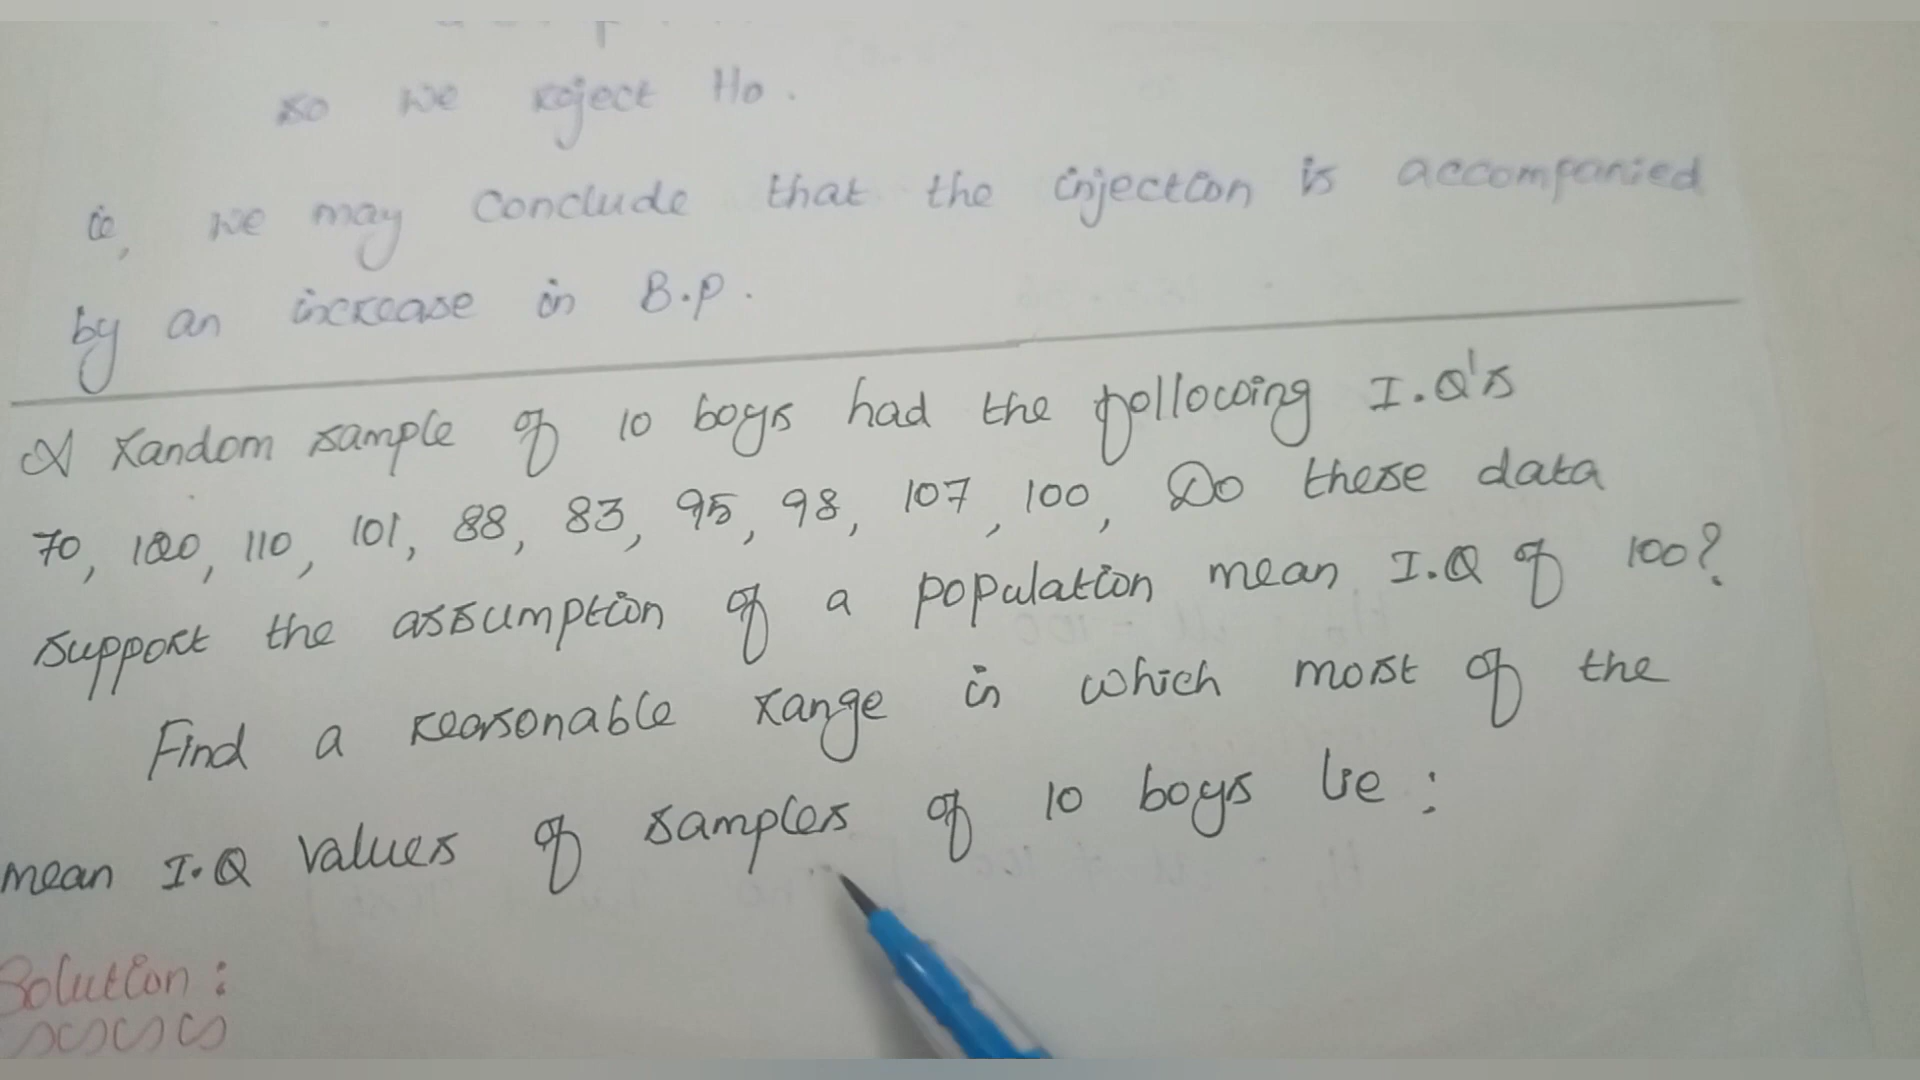 so we reject Ho.
ie, we may conclude that the injection is accompanied
by an increase in B.P.
A random sample of 10 boys had the following I.Q's
70, 120, 110, 101, 88, 83, 95, 98, 107, 100, Do these data
support the assumption of a population mean I.Q of 100?
Find a reasonable range in which most of the
mean I.Q values of samples of 10 boys lie:
Solution: